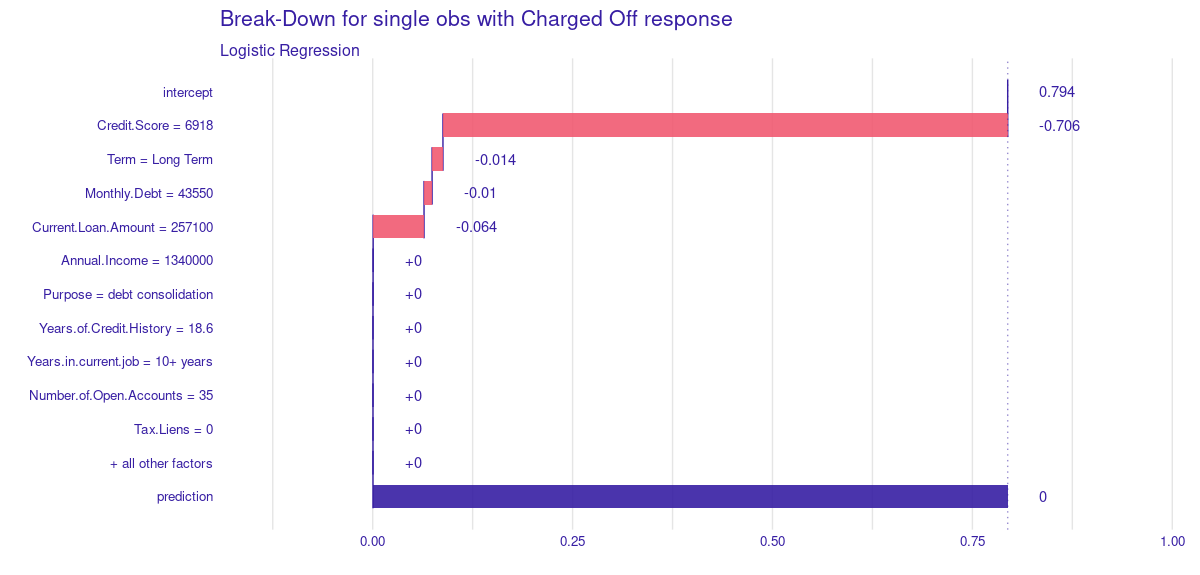 Break-Down for single obs with Charged Off response
Logistic Regression
intercept 0.794
Credit.Score = 6918 -0.706
Term = Long Term -0.014
Monthly.Debt = 43550 -0.01
Current.Loan.Amount = 257100 -0.064
Annual.Income = 1340000 +0
Purpose = debt consolidation +0
Years.of.Credit.History = 18.6 +0
Years.in.current.job = 10+ years +0
Number.of.Open.Accounts = 35 +0
Tax.Liens = 0 +0
+ all other factors +0
prediction 0
0.00 0.25 0.50 0.75 1.00